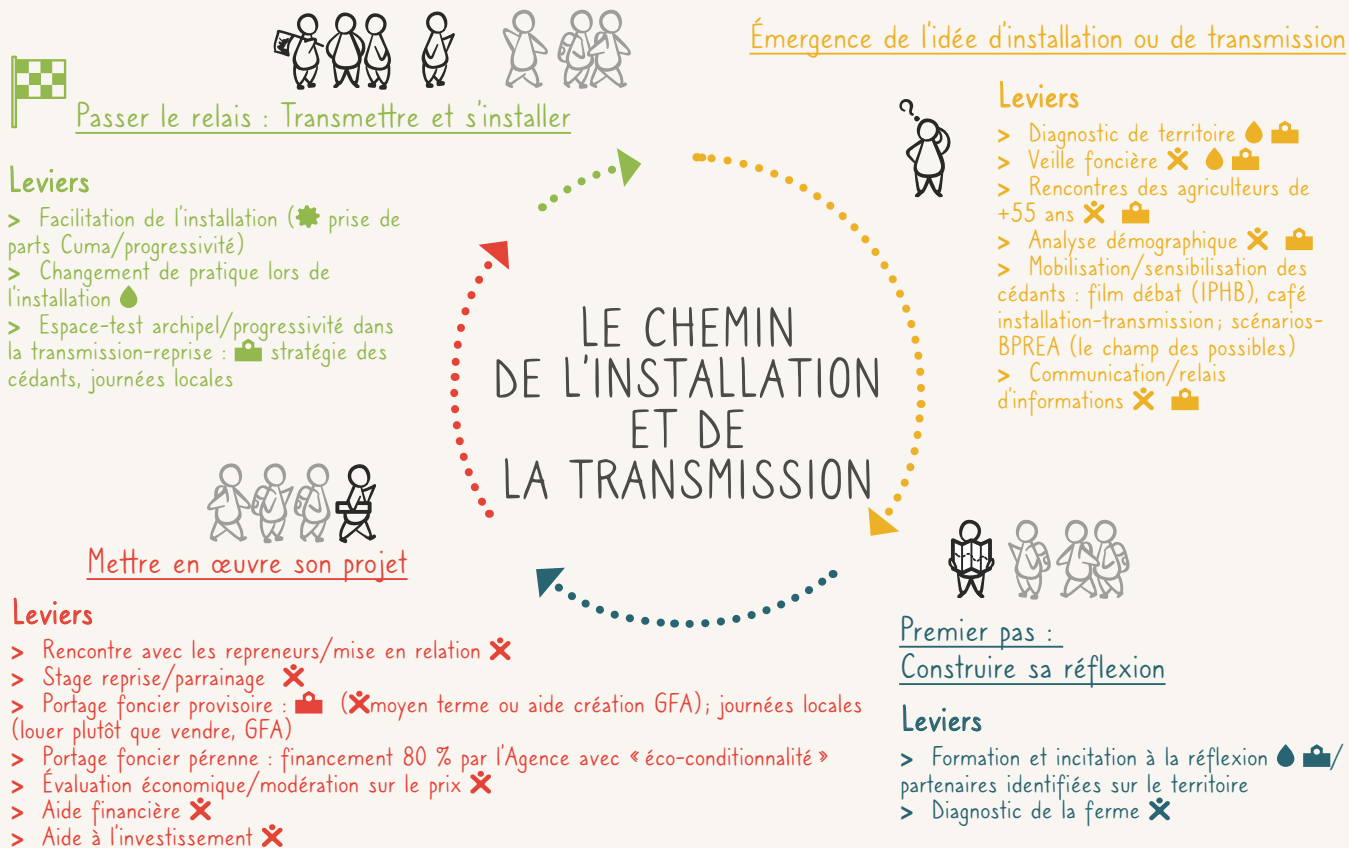 Émergence de l'idée d'installation ou de transmission
Leviers
> Diagnostic de territoire
> Veille foncière
> Rencontres des agriculteurs de
+55 ans
> Analyse démographique
> Mobilisation/sensibilisation des
cédants : film débat (IPHB), café
installation-transmission; scénarios-
BPREA (le champ des possibles)
> Communication/relais
d'informations
Premier pas :
Construire sa réflexion
Leviers
> Formation et incitation à la réflexion /
partenaires identifiées sur le territoire
> Diagnostic de la ferme
Mettre en œuvre son projet
Leviers
> Rencontre avec les repreneurs/mise en relation
> Stage reprise/parrainage
> Portage foncier provisoire : (moyen terme ou aide création GFA); journées locales
(louer plutôt que vendre, GFA)
> Portage foncier pérenne : financement 80 % par l'Agence avec « éco-conditionnalité »
> Évaluation économique/modération sur le prix
> Aide financière
> Aide à l'investissement
Passer le relais : Transmettre et s'installer
Leviers
> Facilitation de l'installation ( prise de
parts Cuma/progressivité)
> Changement de pratique lors de
l'installation
> Espace-test archipel/progressivité dans
la transmission-reprise : stratégie des
cédants, journées locales
LE CHEMIN
DE L'INSTALLATION
ET DE
LA TRANSMISSION
?